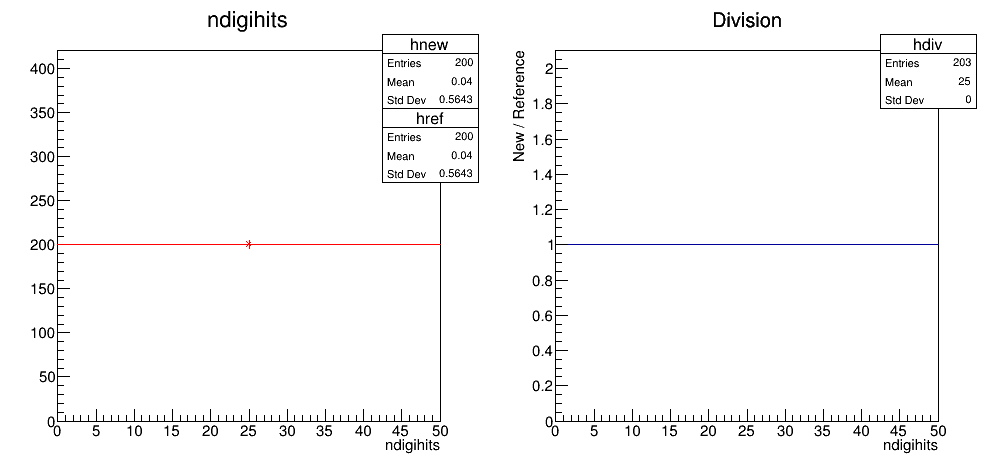 ndigihits
hnew
Entries 200
Mean 0.04
Std Dev 0.5643
href
Entries 200
Mean 0.04
Std Dev 0.5643
400
350
300
250
200
150
100
50
0
0 5 10 15 20 25 30 35 40 45 50
ndigihits
Division
hdiv
Entries 203
Mean 25
Std Dev 0
New / Reference
2
1.8
1.6
1.4
1.2
1
0.8
0.6
0.4
0.2
0
0 5 10 15 20 25 30 35 40 45 50
ndigihits